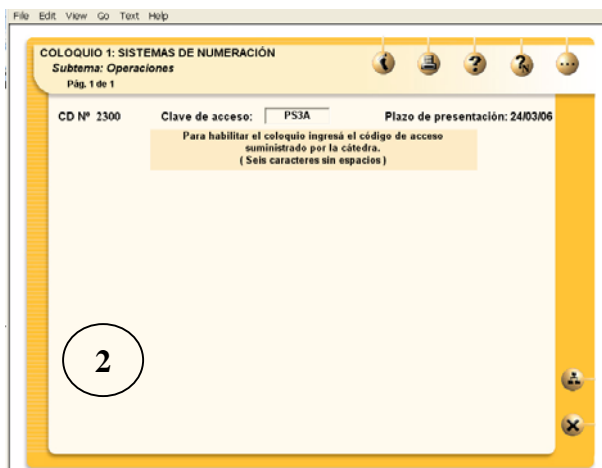 File Edit View Go Text Help
COLOQUIO 1: SISTEMAS DE NUMERACIÓN
Subtema: Operaciones
Pág. 1 de 1
CD Nº 2300 Clave de acceso: PS3A Plazo de presentación: 24/03/06
Para habilitar el coloquio ingresá el código de acceso
suministrado por la cátedra.
( Seis caracteres sin espacios )
2